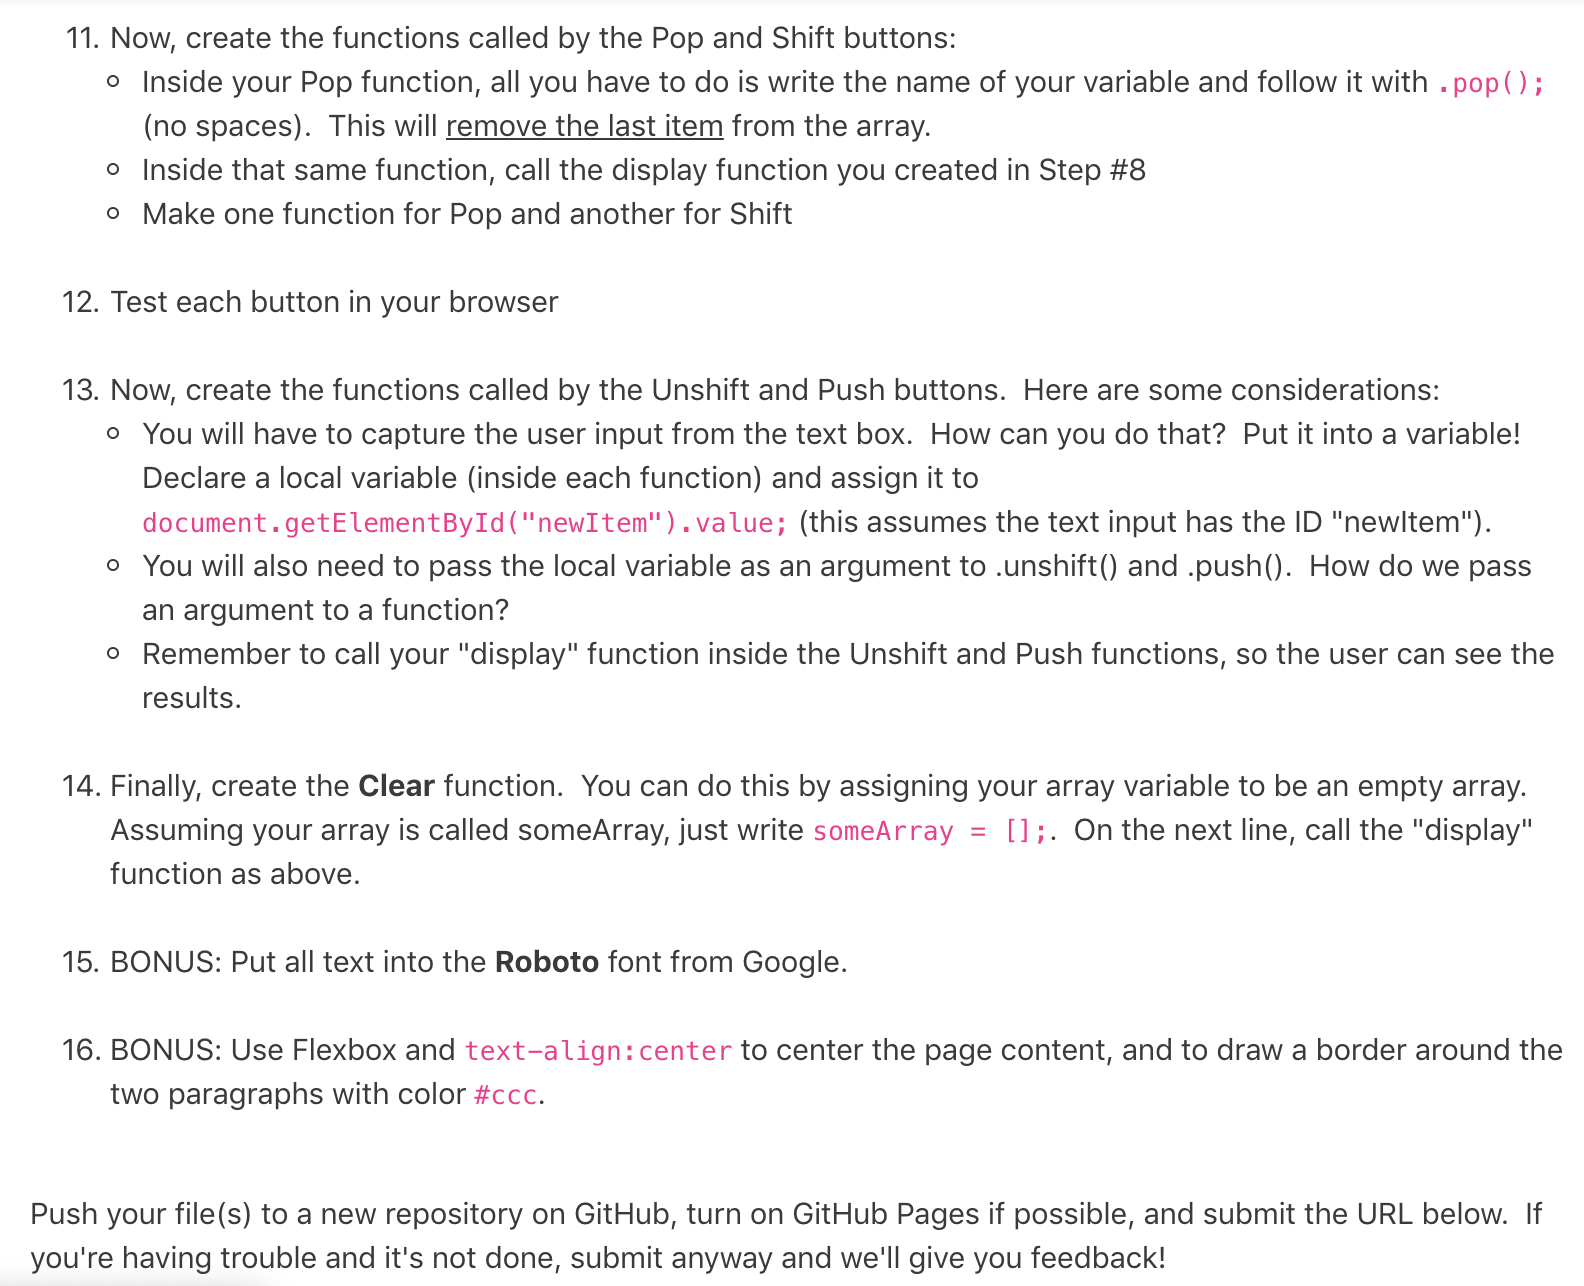 11. Now, create the functions called by the Pop and Shift buttons:
○ Inside your Pop function, all you have to do is write the name of your variable and follow it with .pop();
(no spaces).  This will remove the last item from the array.
○ Inside that same function, call the display function you created in Step #8
○ Make one function for Pop and another for Shift
12. Test each button in your browser
13. Now, create the functions called by the Unshift and Push buttons.  Here are some considerations:
○ You will have to capture the user input from the text box.  How can you do that?  Put it into a variable!
Declare a local variable (inside each function) and assign it to
document.getElementById("newItem").value; (this assumes the text input has the ID "newItem").
○ You will also need to pass the local variable as an argument to .unshift() and .push().  How do we pass
an argument to a function?
○ Remember to call your "display" function inside the Unshift and Push functions, so the user can see the
results.
14. Finally, create the Clear function.  You can do this by assigning your array variable to be an empty array.
Assuming your array is called someArray, just write someArray = [];.  On the next line, call the "display"
function as above.
15. BONUS: Put all text into the Roboto font from Google.
16. BONUS: Use Flexbox and text-align:center to center the page content, and to draw a border around the
two paragraphs with color #ccc.
Push your file(s) to a new repository on GitHub, turn on GitHub Pages if possible, and submit the URL below.  If
you're having trouble and it's not done, submit anyway and we'll give you feedback!